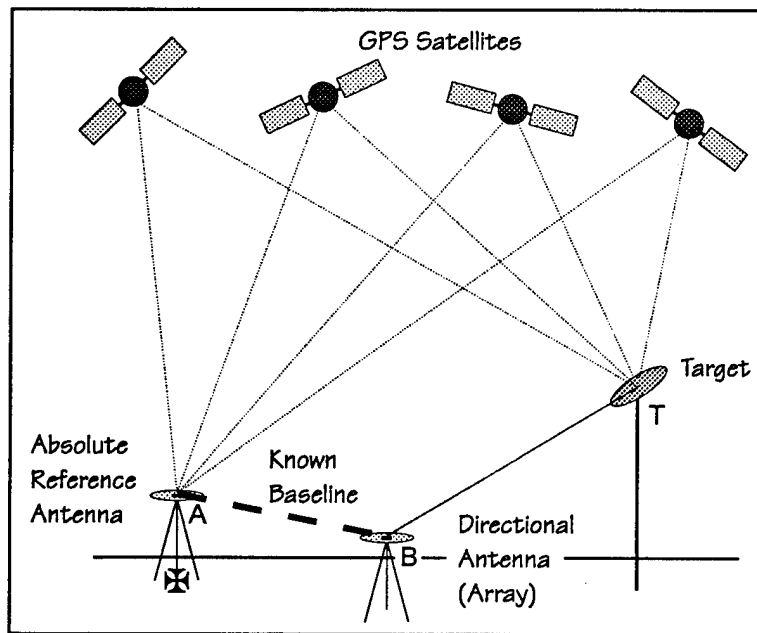 GPS Satellites
Target
T
Absolute
Reference
Antenna
A
Known
Baseline
B
Directional
Antenna
(Array)